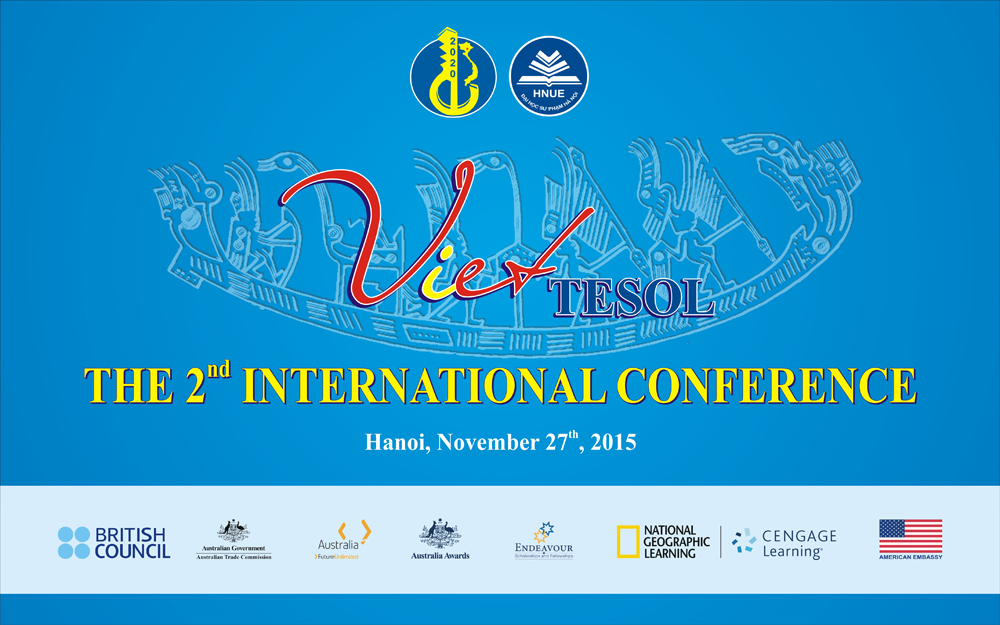 2020
HNUE
ĐẠI HỌC SƯ PHẠM HÀ NỘI
Viet TESOL
THE 2nd INTERNATIONAL CONFERENCE
Hanoi, November 27th, 2015
BRITISH
COUNCIL
Australian Government
Australian Trade Commission
Australia
FutureUnlimited
Australia Awards
ENDEAVOUR
Scholarships and Fellowships
NATIONAL
GEOGRAPHIC
LEARNING
CENGAGE
Learning®
AMERICAN EMBASSY